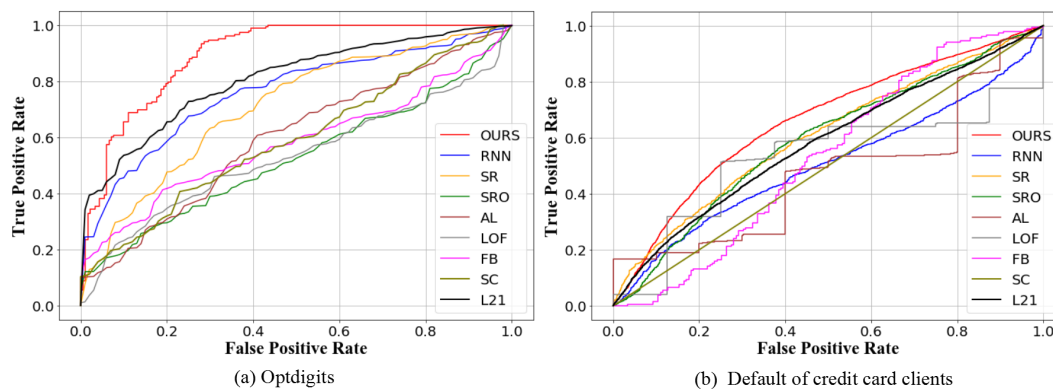 1.0
0.8
0.6
0.4
0.2
0.0
True Positive Rate
0.0 0.2 0.4 0.6 0.8 1.0
False Positive Rate
OURS
RNN
SR
SRO
AL
LOF
FB
SC
L21
(a) Optdigits
1.0
0.8
0.6
0.4
0.2
0.0
True Positive Rate
0.0 0.2 0.4 0.6 0.8 1.0
False Positive Rate
OURS
RNN
SR
SRO
AL
LOF
FB
SC
L21
(b) Default of credit card clients